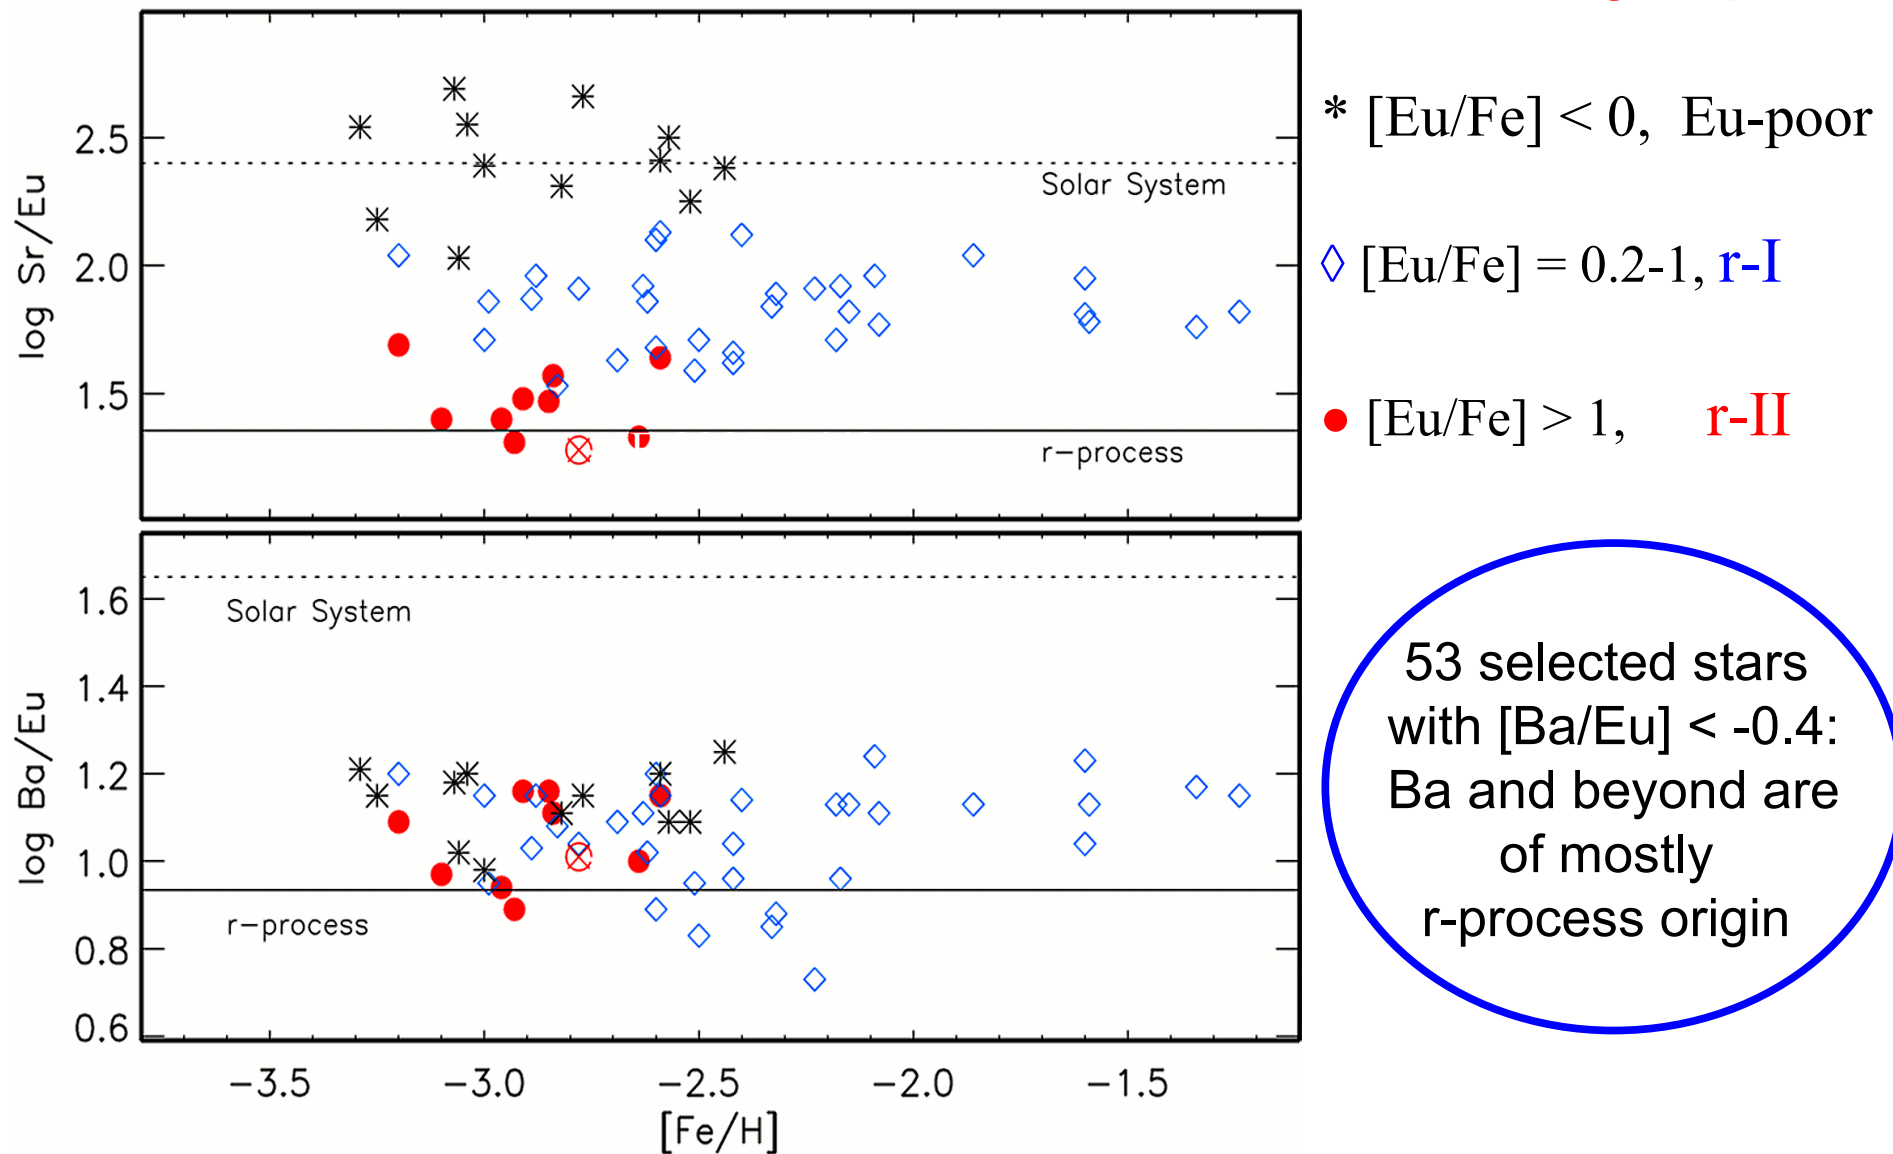 log Sr/Eu
2.5
2.0
1.5
Solar System
r-process
* [Eu/Fe] < 0, Eu-poor
◊ [Eu/Fe] = 0.2-1, r-I
● [Eu/Fe] > 1, r-II
log Ba/Eu
1.6
1.4
1.2
1.0
0.8
0.6
Solar System
r-process
-3.5 -3.0 -2.5 -2.0 -1.5
[Fe/H]
53 selected stars
with [Ba/Eu] < -0.4:
Ba and beyond are
of mostly
r-process origin